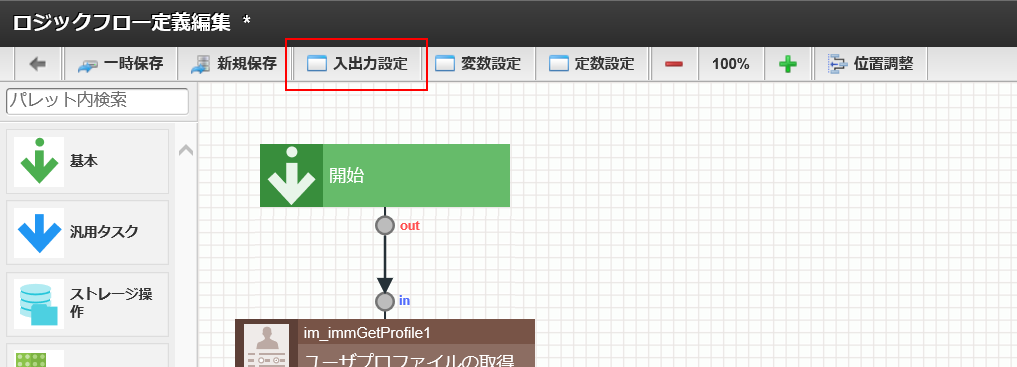 ロジックフロー定義編集 *
一時保存
新規保存
入出力設定
変数設定
定数設定
100%
位置調整
パレット内検索
基本
汎用タスク
ストレージ操
作
開始
out
in
im_immGetProfile1
ユーザプロファイルの取得